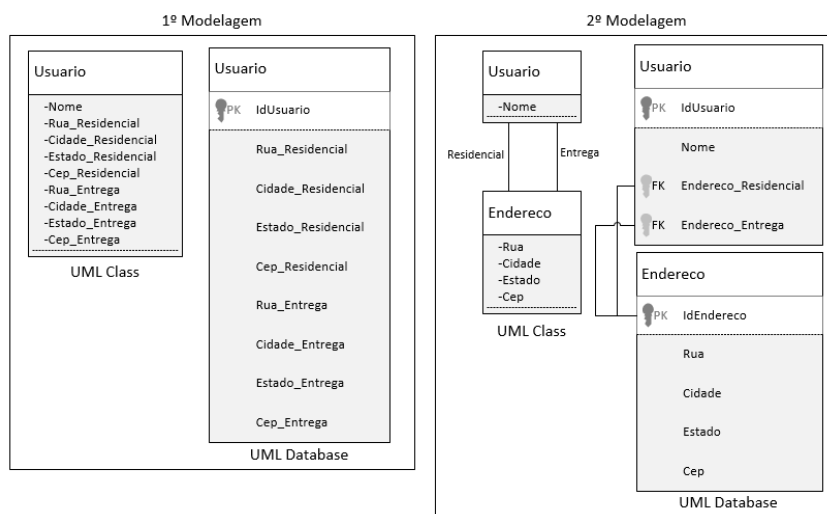 1º Modelagem
Usuario
-Nome
-Rua_Residencial
-Cidade_Residencial
-Estado_Residencial
-Cep_Residencial
-Rua_Entrega
-Cidade_Entrega
-Estado_Entrega
-Cep_Entrega
UML Class
Usuario
PK IdUsuario
Rua_Residencial
Cidade_Residencial
Estado_Residencial
Cep_Residencial
Rua_Entrega
Cidade_Entrega
Estado_Entrega
Cep_Entrega
UML Database
2º Modelagem
Usuario
-Nome
Residencial
Entrega
Endereco
-Rua
-Cidade
-Estado
-Cep
UML Class
Usuario
PK IdUsuario
Nome
FK Endereco_Residencial
FK Endereco_Entrega
Endereco
PK IdEndereco
Rua
Cidade
Estado
Cep
UML Database